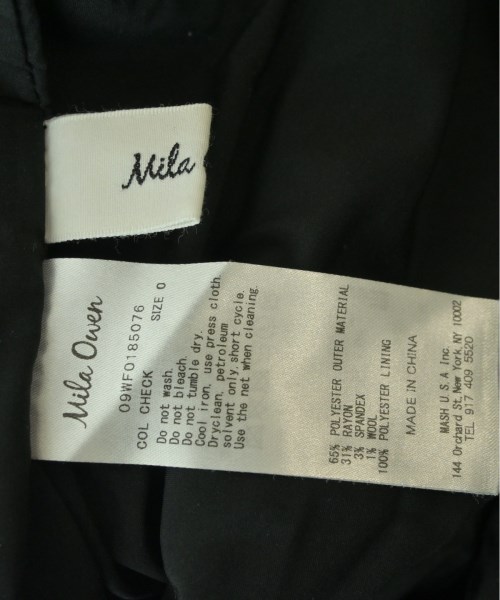 Mila
Mila Owen
09WFO185076
COL CHECK SIZE 0
Do not wash.
Do not bleach.
Do not tumble dry.
Cool iron, use press cloth.
Dryclean, petroleum
solvent only,short cycle.
Use the net when cleaning.
65% POLYESTER OUTER MATERIAL
31% RAYON
3% SPANDEX
1% WOOL
100% POLYESTER LINING
MADE IN CHINA
MASH U S A Inc.
144 Orchard St, New York, NY 10002
TEL 917 409 5520